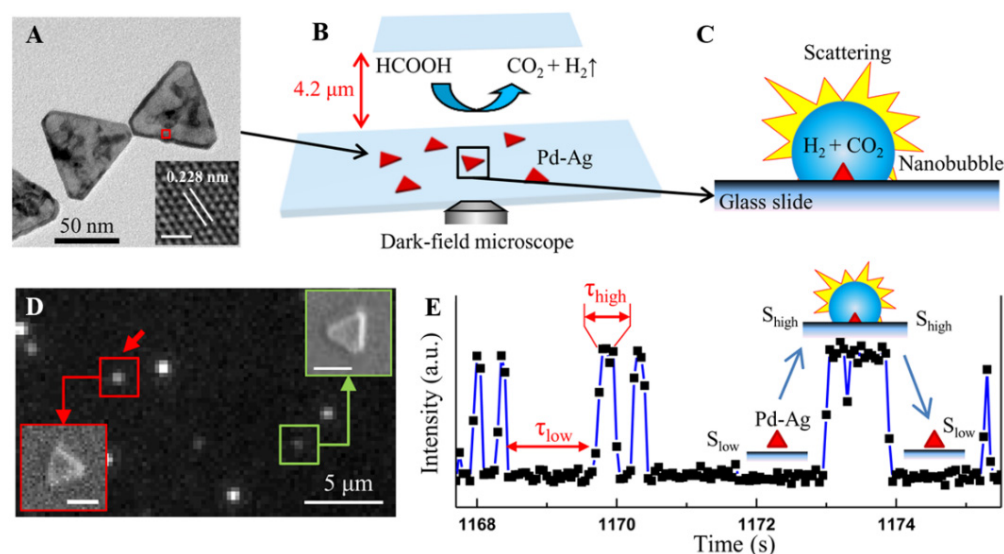 A
0.228 nm
50 nm
B
4.2 μm
HCOOH
CO₂ + H₂↑
Pd-Ag
Dark-field microscope
C
Scattering
H₂ + CO₂
Nanobubble
Glass slide
D
5 μm
E
Intensity (a.u.)
τhigh
τlow
Shigh
Shigh
Pd-Ag
Slow
Slow
1168
1170
1172
1174
Time (s)